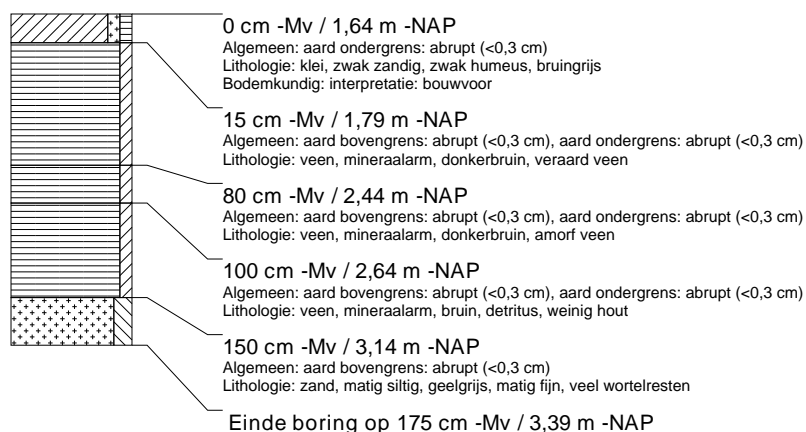 0 cm -Mv / 1,64 m -NAP
Algemeen: aard ondergrens: abrupt (<0,3 cm)
Lithologie: klei, zwak zandig, zwak humeus, bruingrijs
Bodemkundig: interpretatie: bouwvoor
15 cm -Mv / 1,79 m -NAP
Algemeen: aard bovengrens: abrupt (<0,3 cm), aard ondergrens: abrupt (<0,3 cm)
Lithologie: veen, mineraalarm, donkerbruin, veraard veen
80 cm -Mv / 2,44 m -NAP
Algemeen: aard bovengrens: abrupt (<0,3 cm), aard ondergrens: abrupt (<0,3 cm)
Lithologie: veen, mineraalarm, donkerbruin, amorf veen
100 cm -Mv / 2,64 m -NAP
Algemeen: aard bovengrens: abrupt (<0,3 cm), aard ondergrens: abrupt (<0,3 cm)
Lithologie: veen, mineraalarm, bruin, detritus, weinig hout
150 cm -Mv / 3,14 m -NAP
Algemeen: aard bovengrens: abrupt (<0,3 cm)
Lithologie: zand, matig siltig, geelgrijs, matig fijn, veel wortelresten
Einde boring op 175 cm -Mv / 3,39 m -NAP